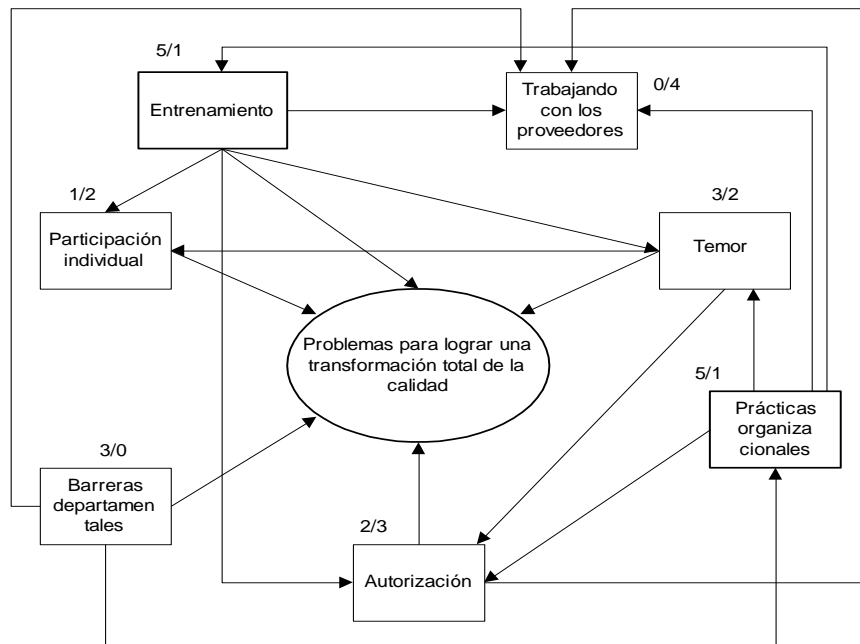 5/1
Entrenamiento
Trabajando
con los
proveedores
0/4
1/2
Participación
individual
3/2
Temor
Problemas para lograr una
transformación total de la
calidad
5/1
Prácticas
organiza
cionales
3/0
Barreras
departamen
tales
2/3
Autorización